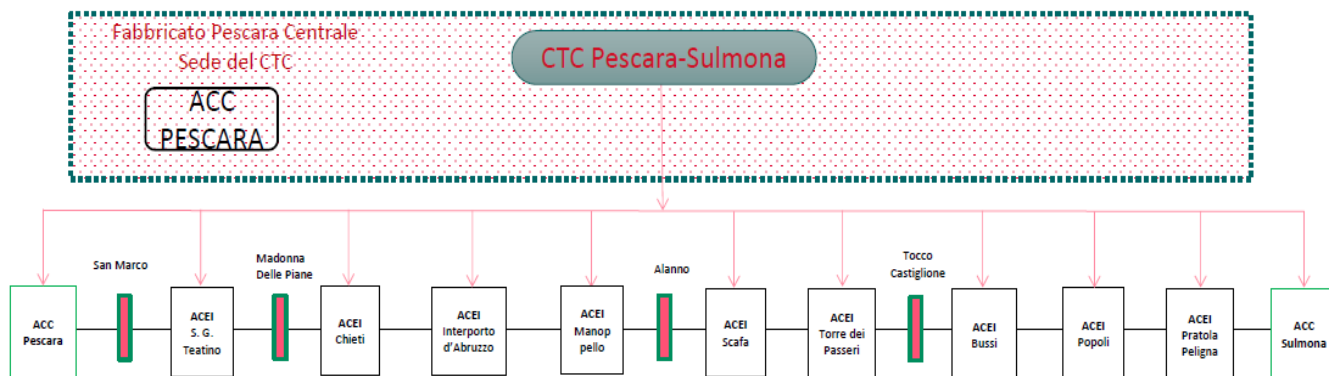 Fabbricato Pescara Centrale
Sede del CTC
CTC Pescara-Sulmona
ACC
PESCARA
San Marco
Madonna
Delle Piane
Alanno
Tocco
Castiglione
ACC
Pescara
ACEI
S. G.
Teatino
ACEI
Chieti
ACEI
Interporto
d'Abruzzo
ACEI
Manop
pello
ACEI
Scafa
ACEI
Torre dei
Passeri
ACEI
Bussi
ACEI
Popoli
ACEI
Pratola
Peligna
ACC
Sulmona